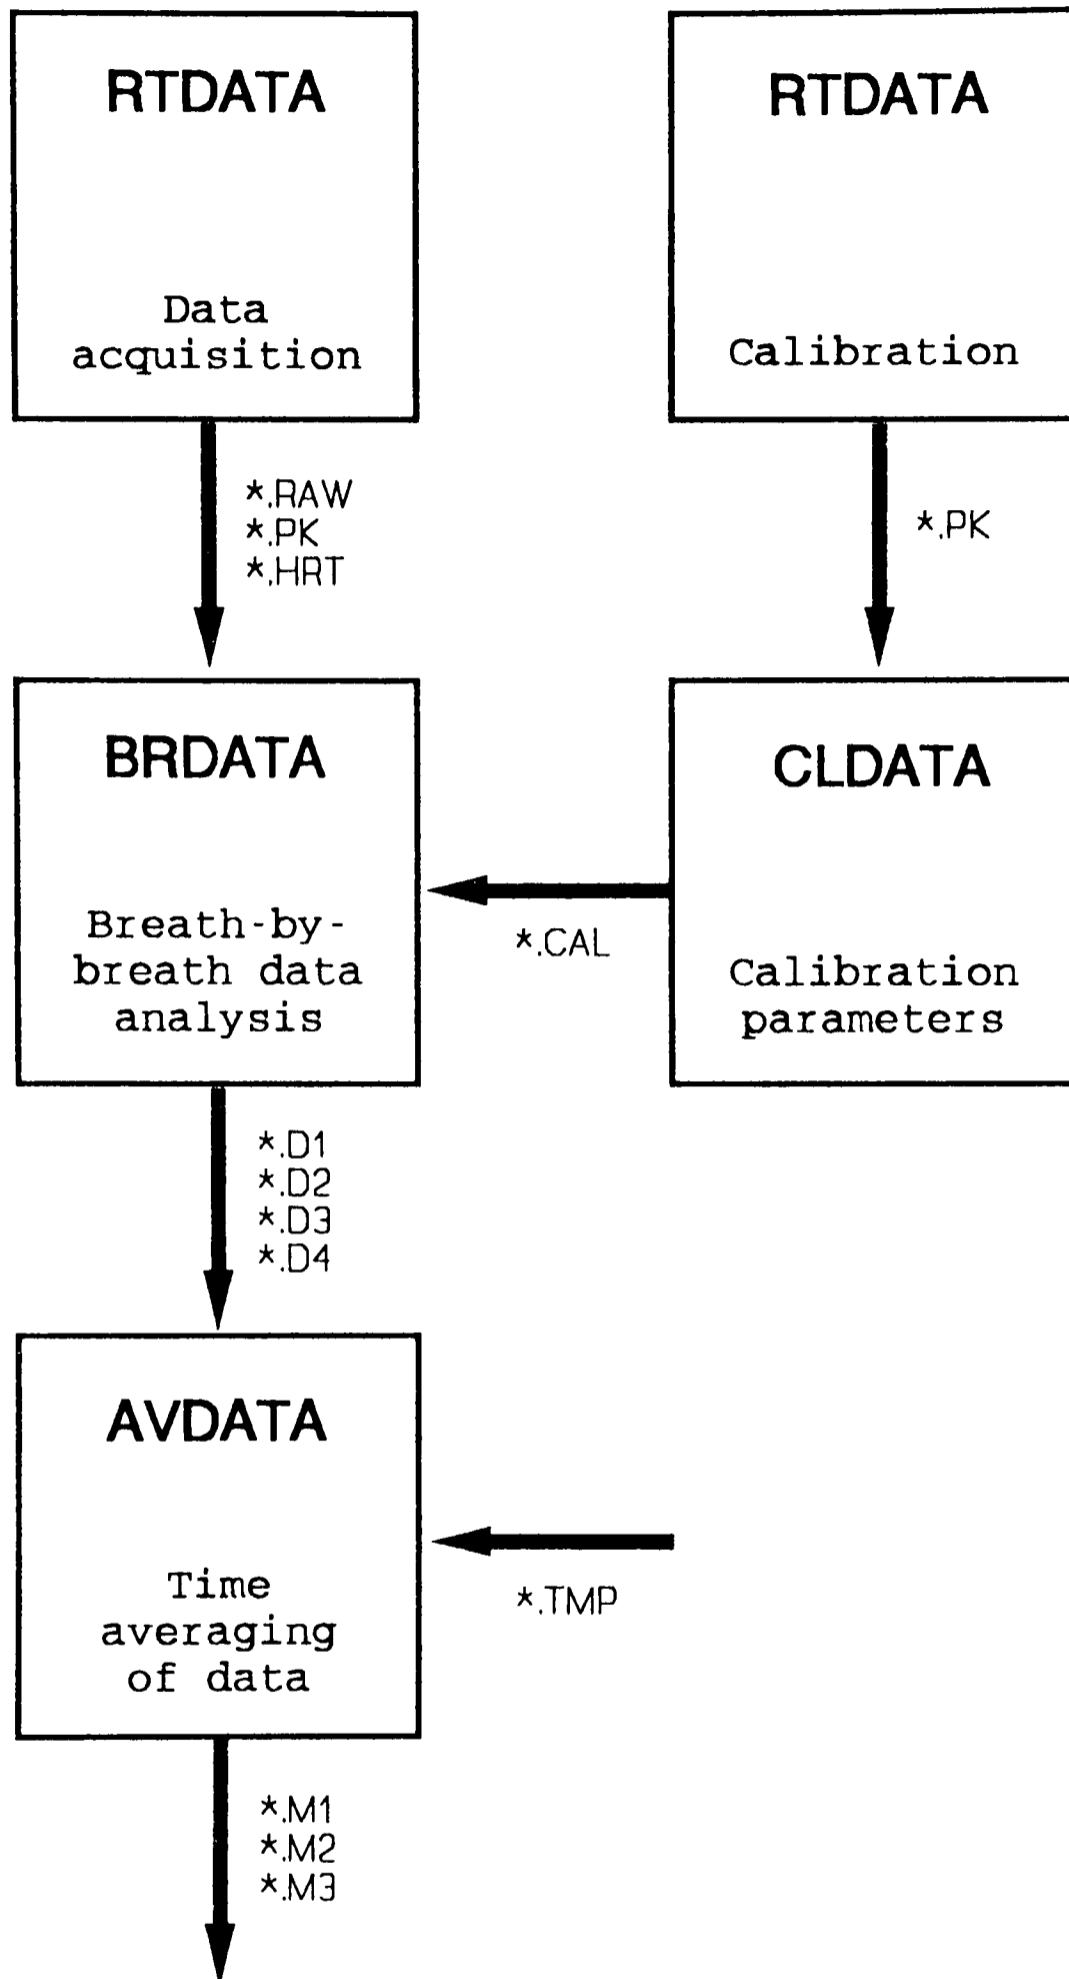 RTDATA
Data
acquisition
RTDATA
Calibration
*.RAW
*.PK
*.HRT
*.PK
BRDATA
Breath-by-
breath data
analysis
CLDATA
Calibration
parameters
*.CAL
*.D1
*.D2
*.D3
*.D4
AVDATA
Time
averaging
of data
*.TMP
*.M1
*.M2
*.M3